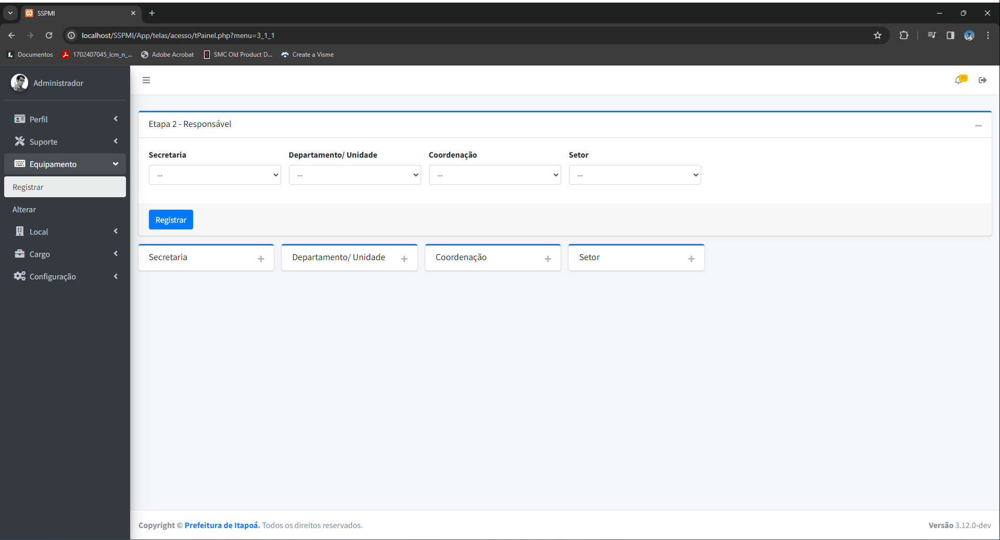 SSPMI
localhost/SSPMI/App/telas/acesso/tPainel.php?menu=3_1_1
Documentos 1702407045_lcm_n_... Adobe Acrobat SMC Old Product D... Create a Visme
Administrador
15
Perfil
Suporte
Equipamento
Registrar
Alterar
Local
Cargo
Configuração
Etapa 2 - Responsável
Secretaria Departamento/ Unidade Coordenação Setor
-- -- -- --
Registrar
Secretaria Departamento/ Unidade Coordenação Setor
Copyright © Prefeitura de Itapoá. Todos os direitos reservados.
Versão 3.12.0-dev